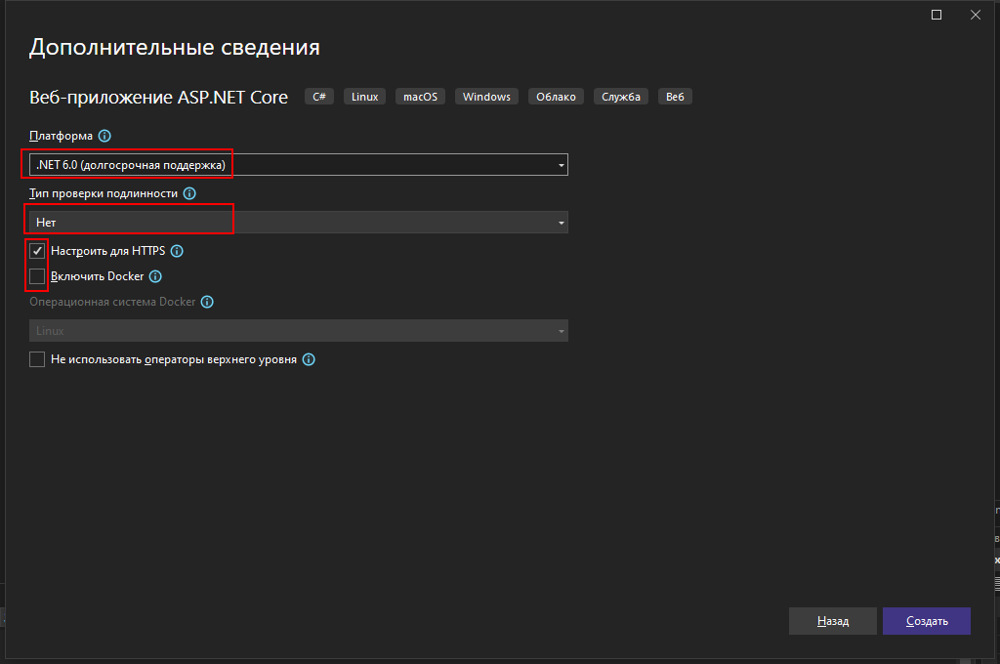 Дополнительные сведения
Веб-приложение ASP.NET Core C# Linux macOS Windows Облако Служба Веб
Платформа
.NET 6.0 (долгосрочная поддержка)
Тип проверки подлинности
Нет
Настроить для HTTPS
Включить Docker
Операционная система Docker
Linux
Не использовать операторы верхнего уровня
Назад Создать